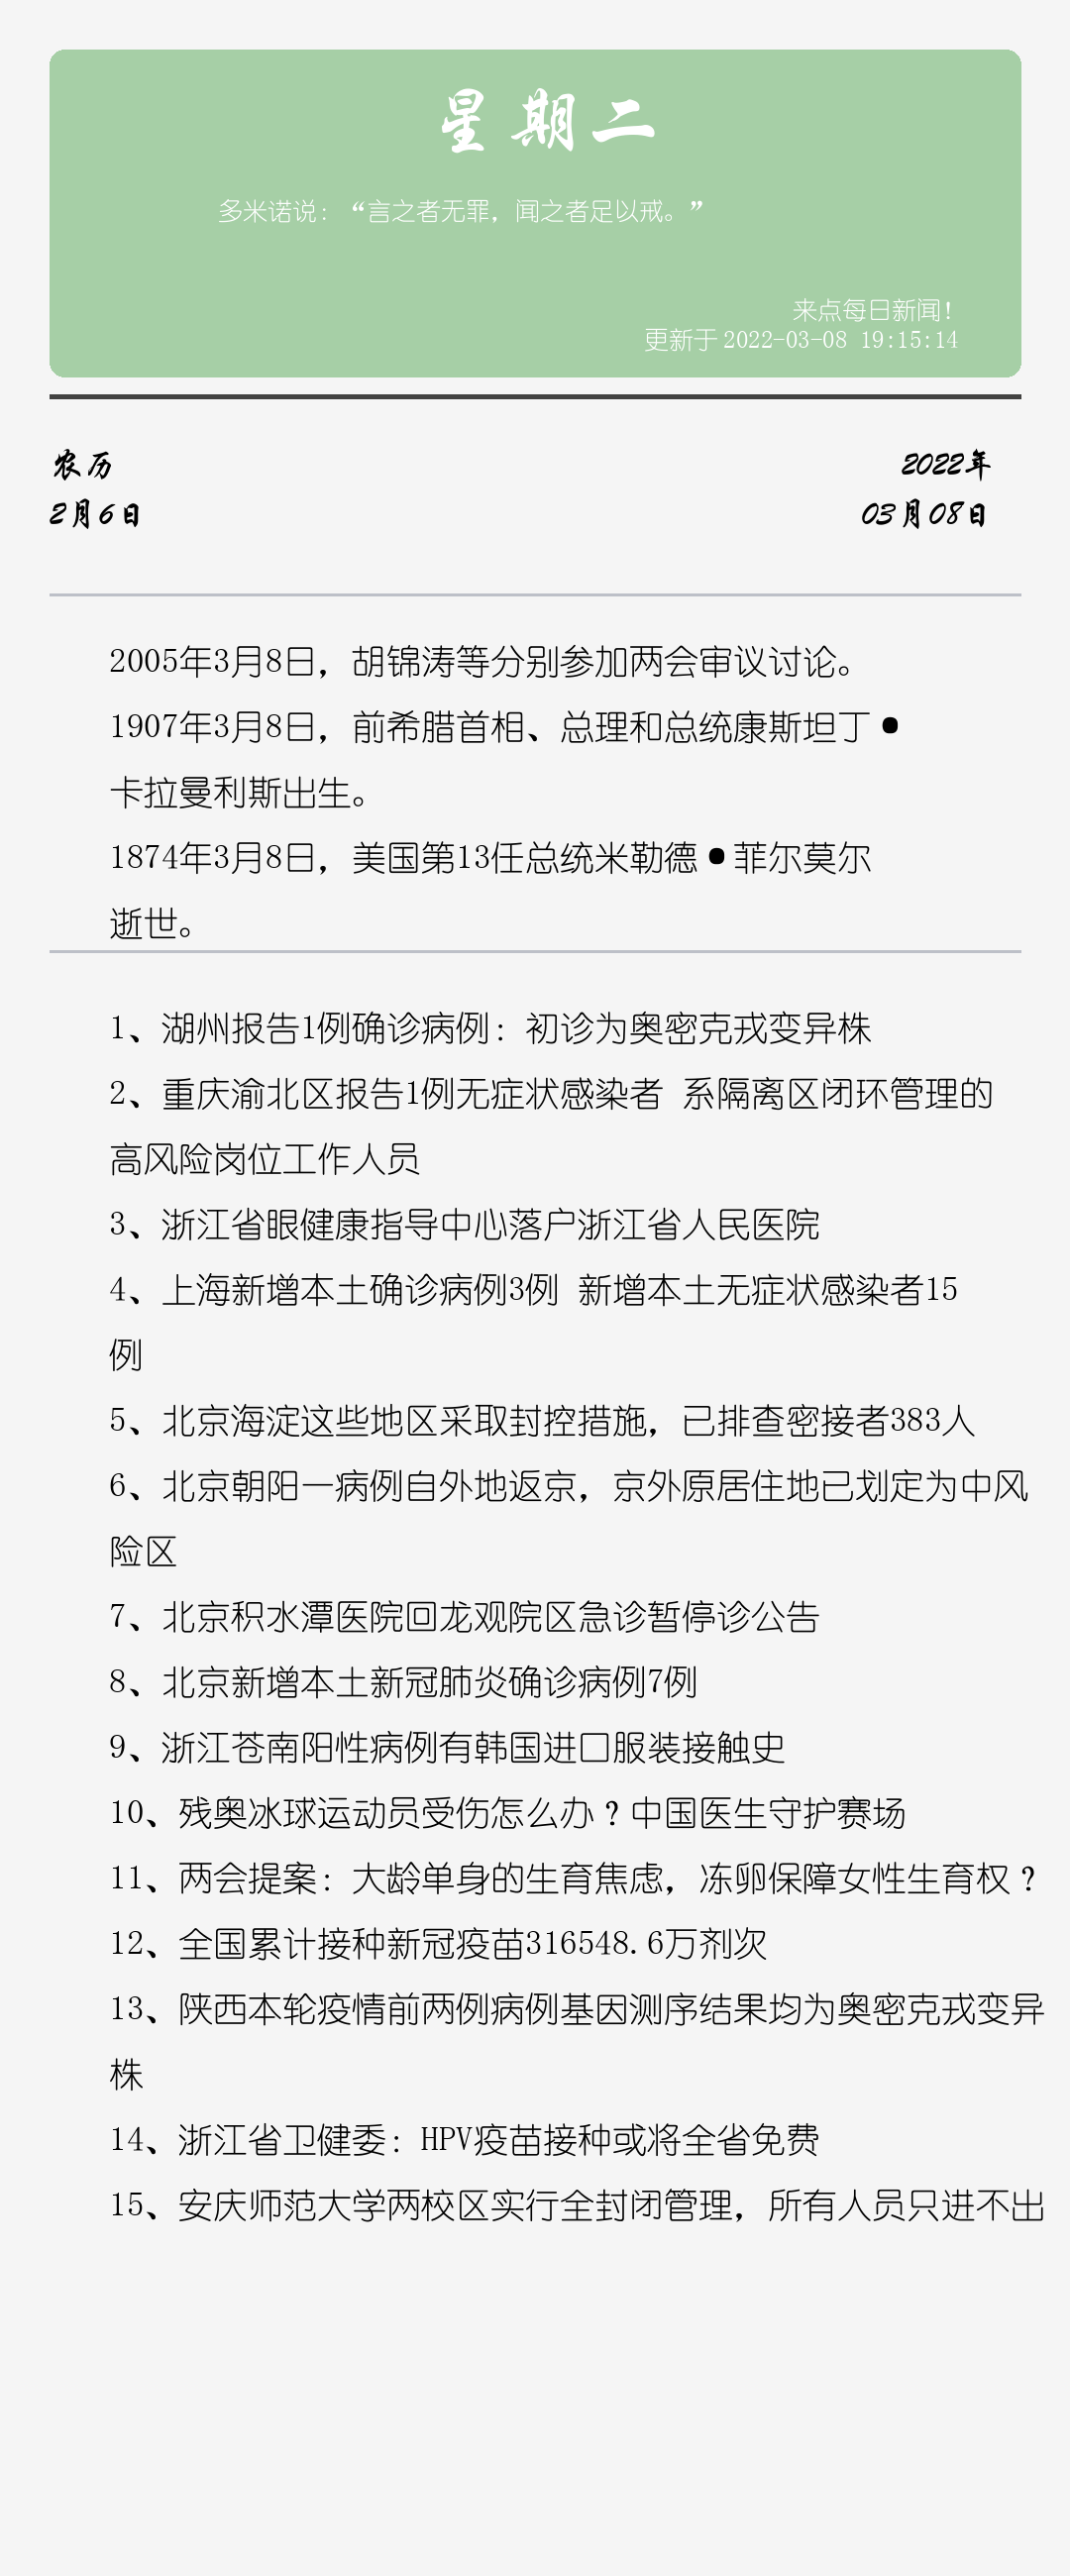 星期二
多米诺说：“言之者无罪，闻之者足以戒。”
来点每日新闻！
更新于2022-03-08 19:15:14
农历
2月6日
2022年
03月08日
2005年3月8日，胡锦涛等分别参加两会审议讨论。
1907年3月8日，前希腊首相、总理和总统康斯坦丁•
卡拉曼利斯出生。
1874年3月8日，美国第13任总统米勒德•菲尔莫尔
逝世。
1、湖州报告1例确诊病例：初诊为奥密克戎变异株
2、重庆渝北区报告1例无症状感染者 系隔离区闭环管理的
高风险岗位工作人员
3、浙江省眼健康指导中心落户浙江省人民医院
4、上海新增本土确诊病例3例 新增本土无症状感染者15
例
5、北京海淀这些地区采取封控措施，已排查密接者383人
6、北京朝阳一病例自外地返京，京外原居住地已划定为中风
险区
7、北京积水潭医院回龙观院区急诊暂停诊公告
8、北京新增本土新冠肺炎确诊病例7例
9、浙江苍南阳性病例有韩国进口服装接触史
10、残奥冰球运动员受伤怎么办？中国医生守护赛场
11、两会提案：大龄单身的生育焦虑，冻卵保障女性生育权？
12、全国累计接种新冠疫苗316548.6万剂次
13、陕西本轮疫情前两例病例基因测序结果均为奥密克戎变异
株
14、浙江省卫健委：HPV疫苗接种或将全省免费
15、安庆师范大学两校区实行全封闭管理，所有人员只进不出